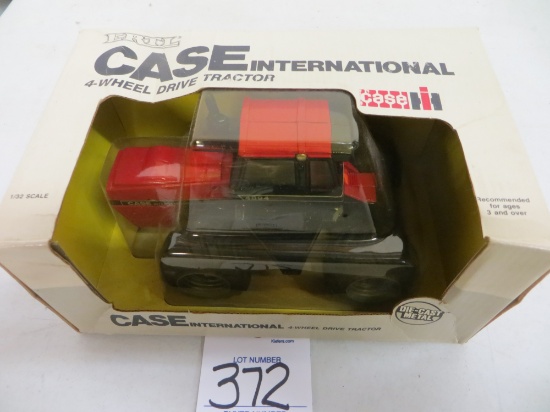 ERTL
CASE INTERNATIONAL
4-WHEEL DRIVE TRACTOR
case IH
1/32 SCALE
Recommended
for ages
3 and over
CASE INTERNATIONAL 4-WHEEL DRIVE TRACTOR
DIE-CAST
METAL
LOT NUMBER
372